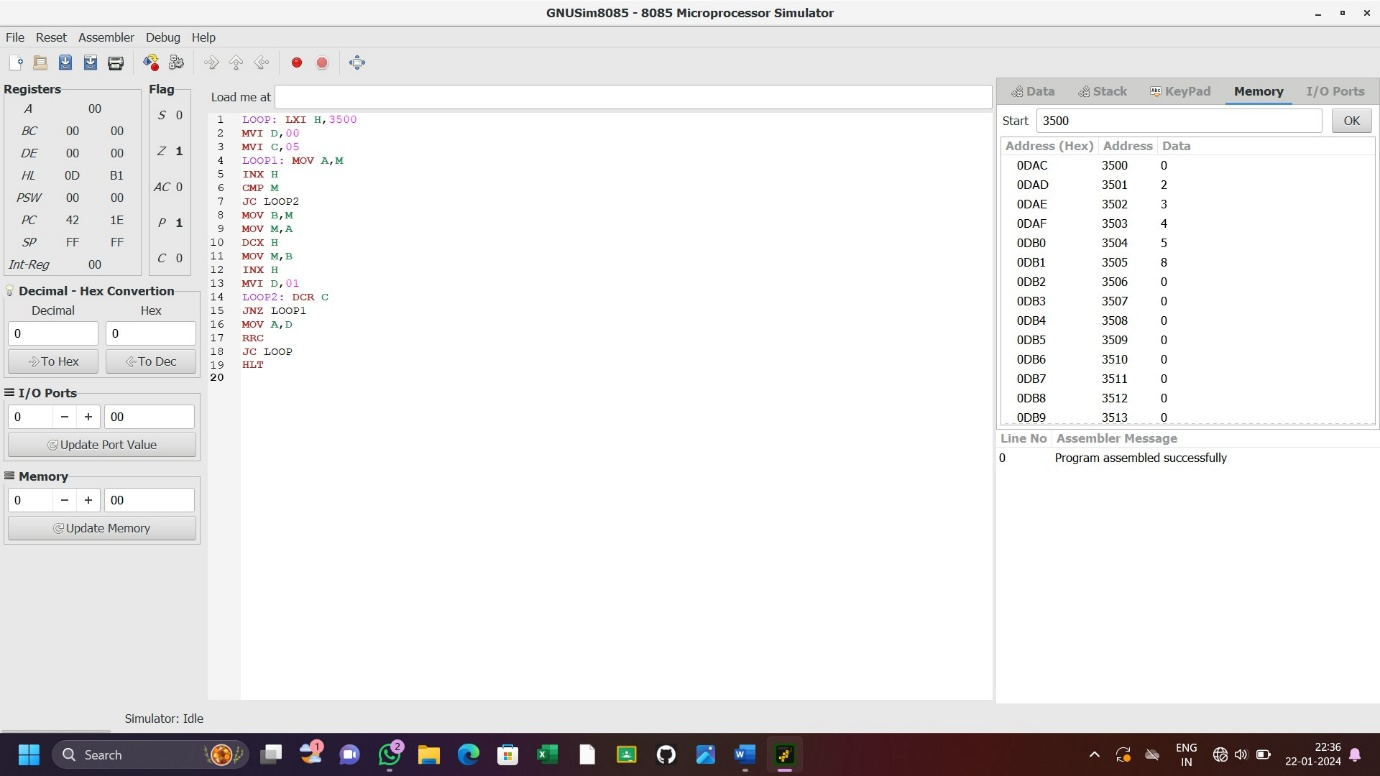 GNUSim8085 - 8085 Microprocessor Simulator
File Reset Assembler Debug Help
Registers
A 00
BC 00 00
DE 00 00
HL 0D B1
PSW 00 00
PC 42 1E
SP FF FF
Int-Reg 00
Flag
S 0
Z 1
AC 0
P 1
C 0
Decimal - Hex Convertion
Decimal Hex
0 0
To Hex To Dec
I/O Ports
0 − + 00
Update Port Value
Memory
0 − + 00
Update Memory
Load me at
1 LOOP: LXI H,3500
2 MVI D,00
3 MVI C,05
4 LOOP1: MOV A,M
5 INX H
6 CMP M
7 JC LOOP2
8 MOV B,M
9 MOV M,A
10 DCX H
11 MOV M,B
12 INX H
13 MVI D,01
14 LOOP2: DCR C
15 JNZ LOOP1
16 MOV A,D
17 RRC
18 JC LOOP
19 HLT
20
Data Stack KeyPad Memory I/O Ports
Start 3500 OK
Address (Hex) Address Data
0DAC 3500 0
0DAD 3501 2
0DAE 3502 3
0DAF 3503 4
0DB0 3504 5
0DB1 3505 8
0DB2 3506 0
0DB3 3507 0
0DB4 3508 0
0DB5 3509 0
0DB6 3510 0
0DB7 3511 0
0DB8 3512 0
0DB9 3513 0
Line No Assembler Message
0 Program assembled successfully
Simulator: Idle
Search
1
2
ENG
IN
22:36
22-01-2024